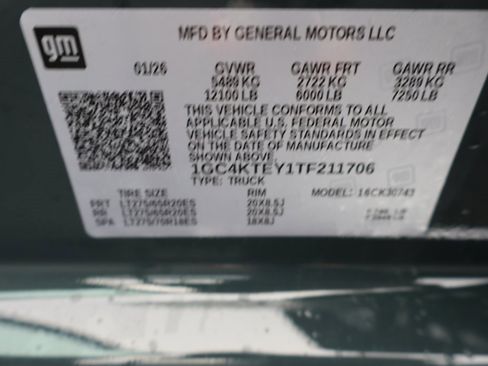 gm
MFD BY GENERAL MOTORS LLC
01/26 GVWR GAWR FRT GAWR RR
5489 KG 2722 KG 3289 KG
12100 LB 6000 LB 7250 LB
THIS VEHICLE CONFORMS TO ALL
APPLICABLE U.S. FEDERAL MOTOR
VEHICLE SAFETY STANDARDS IN EFFECT
ON THE DATE OF MANUFACTURE
SHOWN ABOVE.
1GC4KTEY1TF211706
TYPE: TRUCK MODEL: 16CK30743
TIRE SIZE RIM
FRT LT275/65R20ES 20X8.5J
RR LT275/65R20ES 20X8.5J
SPA LT275/70R18ES 18X8J